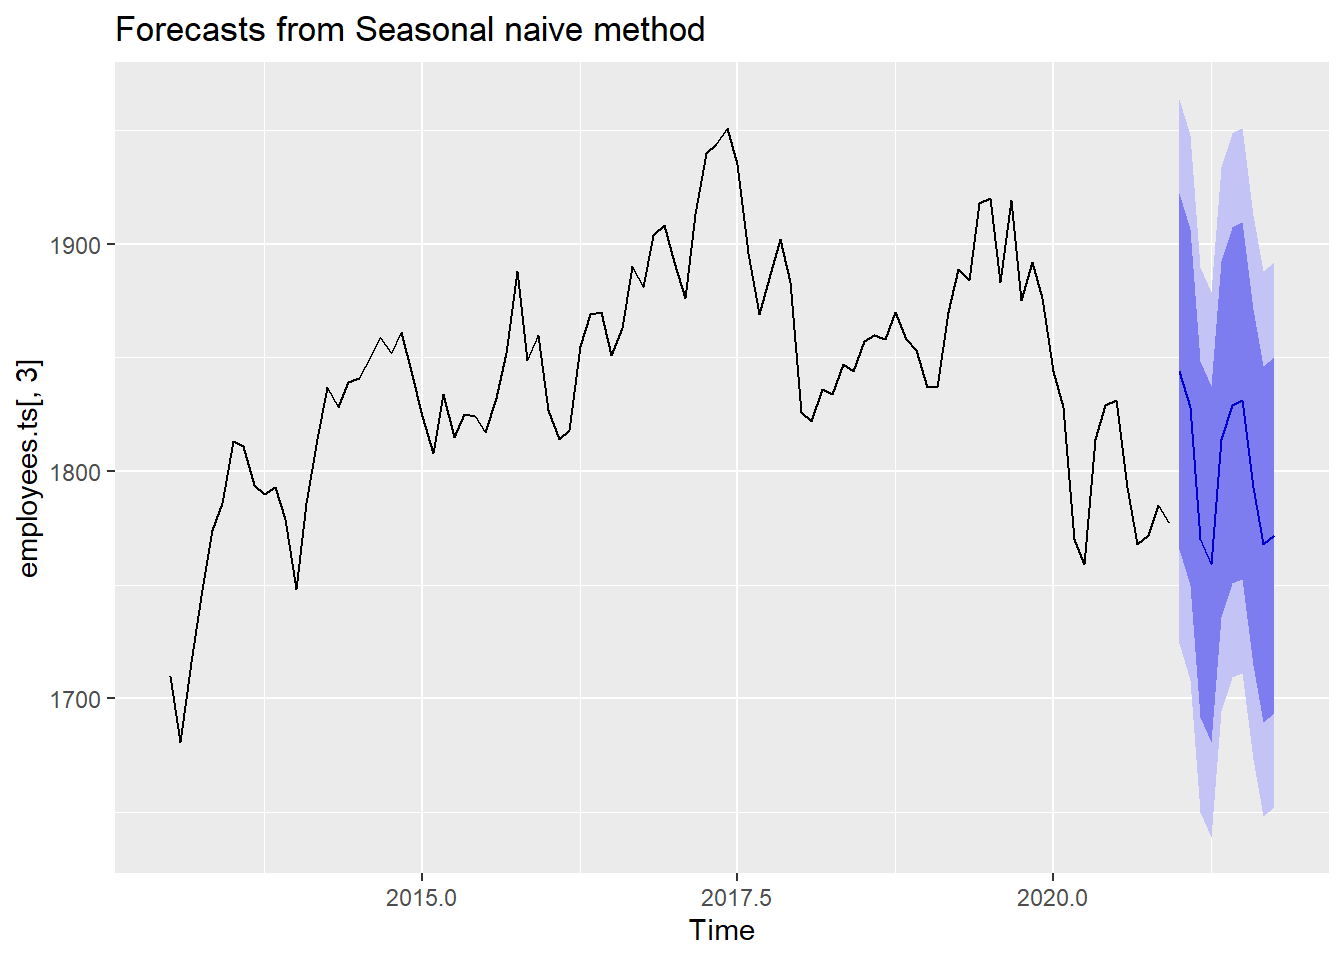 Forecasts from Seasonal naive method
employees.ts[, 3]
1900
1800
1700
2015.0
2017.5
2020.0
Time